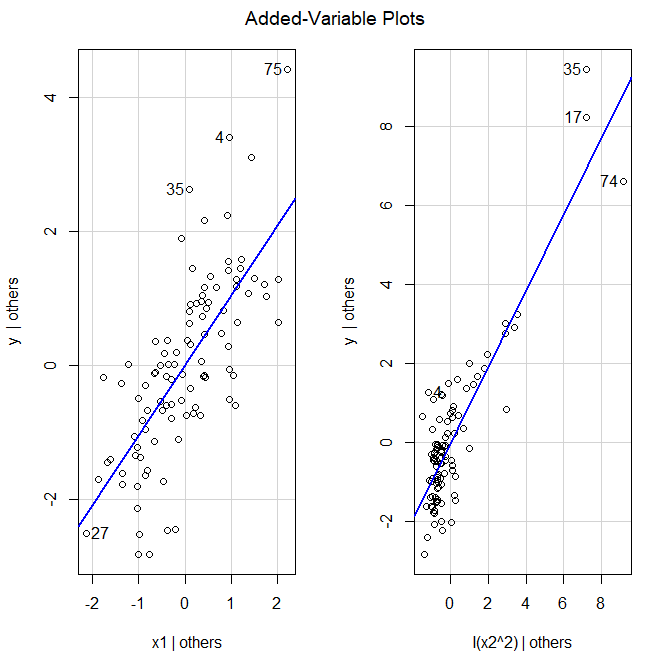 Added-Variable Plots
y | others
4
2
0
-2
75
4
35
27
-2 -1 0 1 2
x1 | others
y | others
8
6
4
2
0
-2
35
17
74
4
0 2 4 6 8
I(x2^2) | others